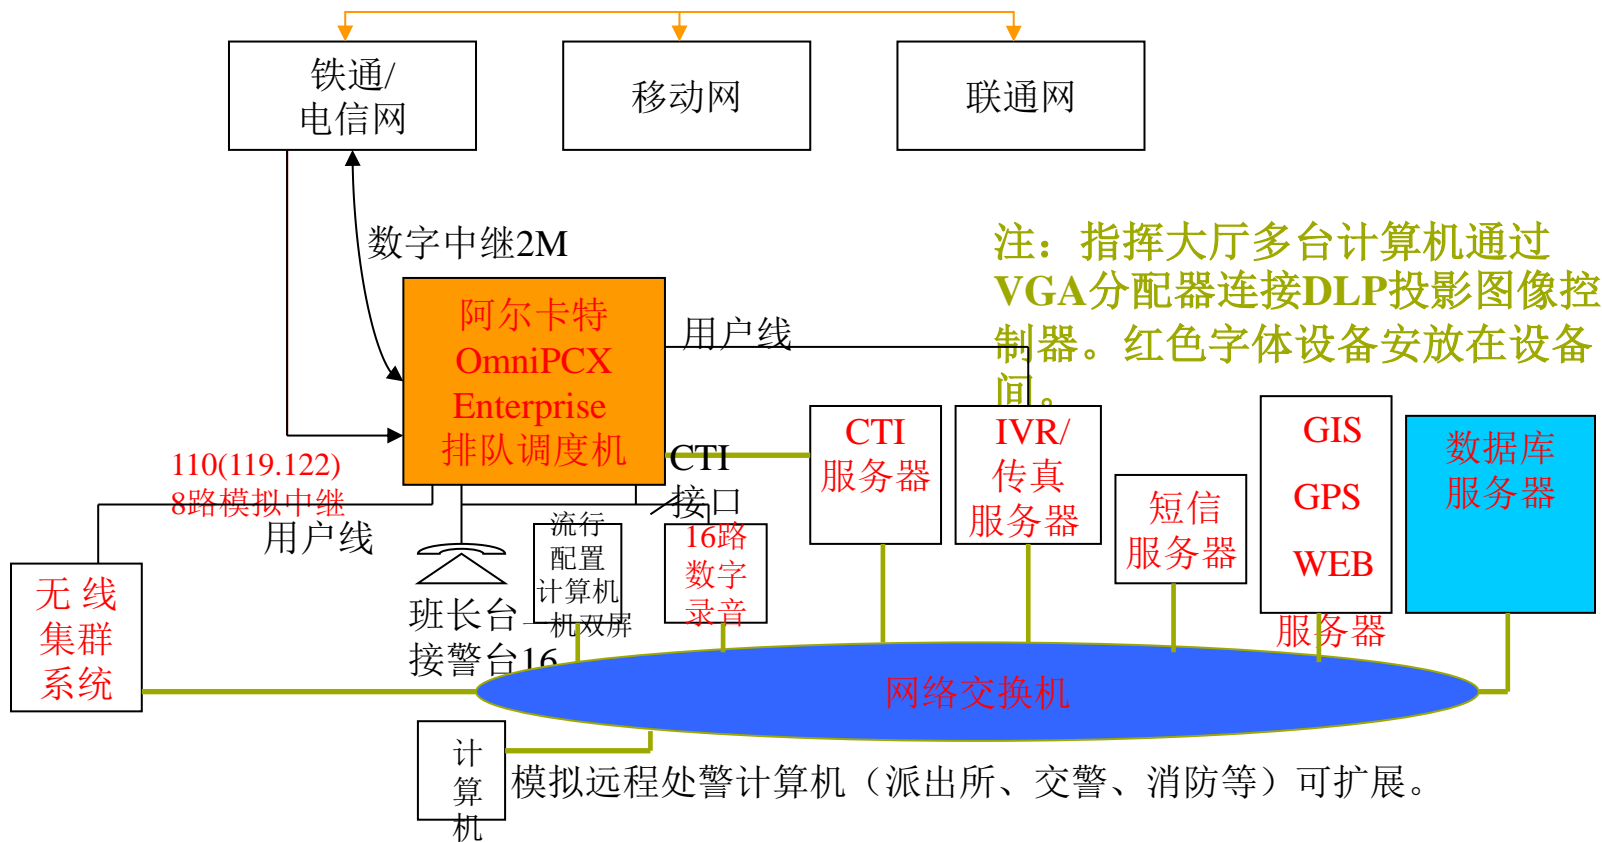 铁通/
电信网
移动网
联通网
数字中继2M
注：指挥大厅多台计算机通过
VGA分配器连接DLP投影图像控
制器。红色字体设备安放在设备
间。
阿尔卡特
OmniPCX
Enterprise
排队调度机
用户线
110(119.122)
8路模拟中继
用户线
CTI
接口
CTI
服务器
IVR/
传真
服务器
短信
服务器
GIS
GPS
WEB
服务器
数据库
服务器
无 线
集群
系统
班长台
接警台16
流行
配置
计算机
一机双屏
16路
数字
录音
网络交换机
计
算
机
模拟远程处警计算机（派出所、交警、消防等）可扩展。